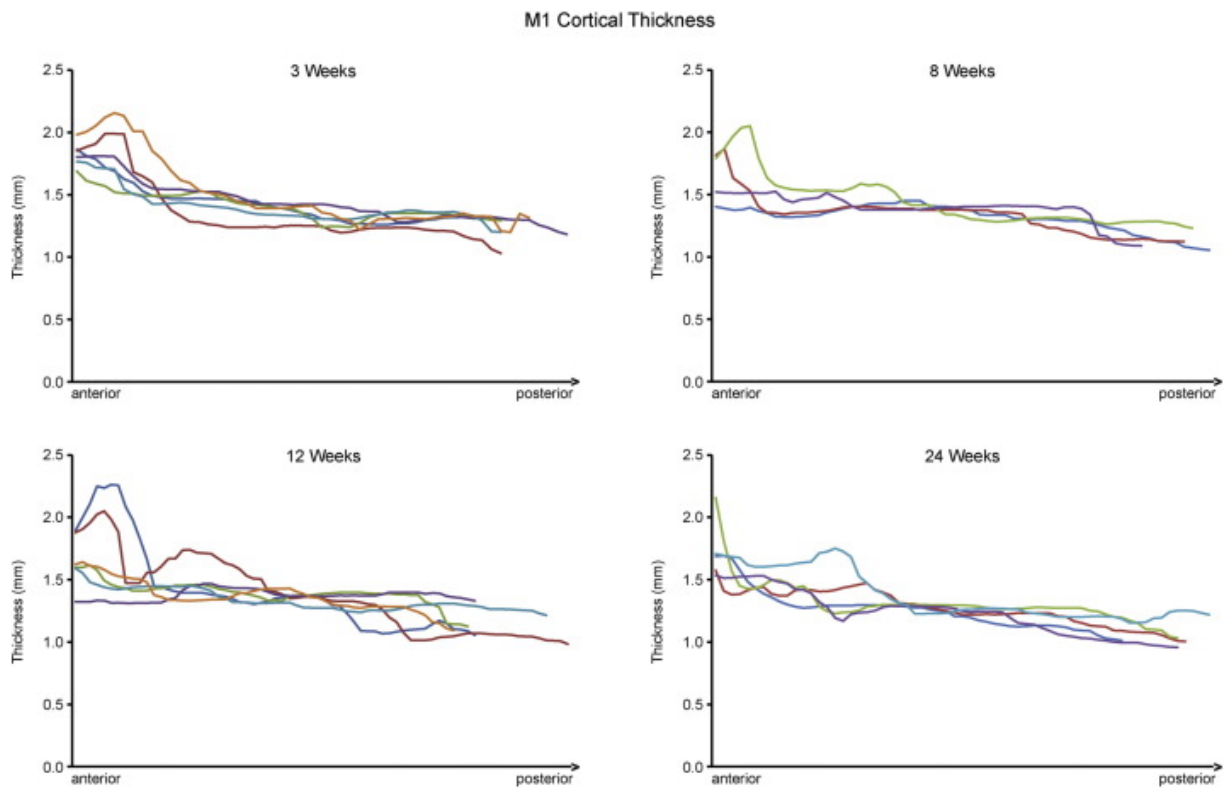 M1 Cortical Thickness
3 Weeks
2.5
2.0
1.5
1.0
0.5
0.0
Thickness (mm)
anterior posterior
8 Weeks
2.5
2.0
1.5
1.0
0.5
0.0
Thickness (mm)
anterior posterior
12 Weeks
2.5
2.0
1.5
1.0
0.5
0.0
Thickness (mm)
anterior posterior
24 Weeks
2.5
2.0
1.5
1.0
0.5
0.0
Thickness (mm)
anterior posterior